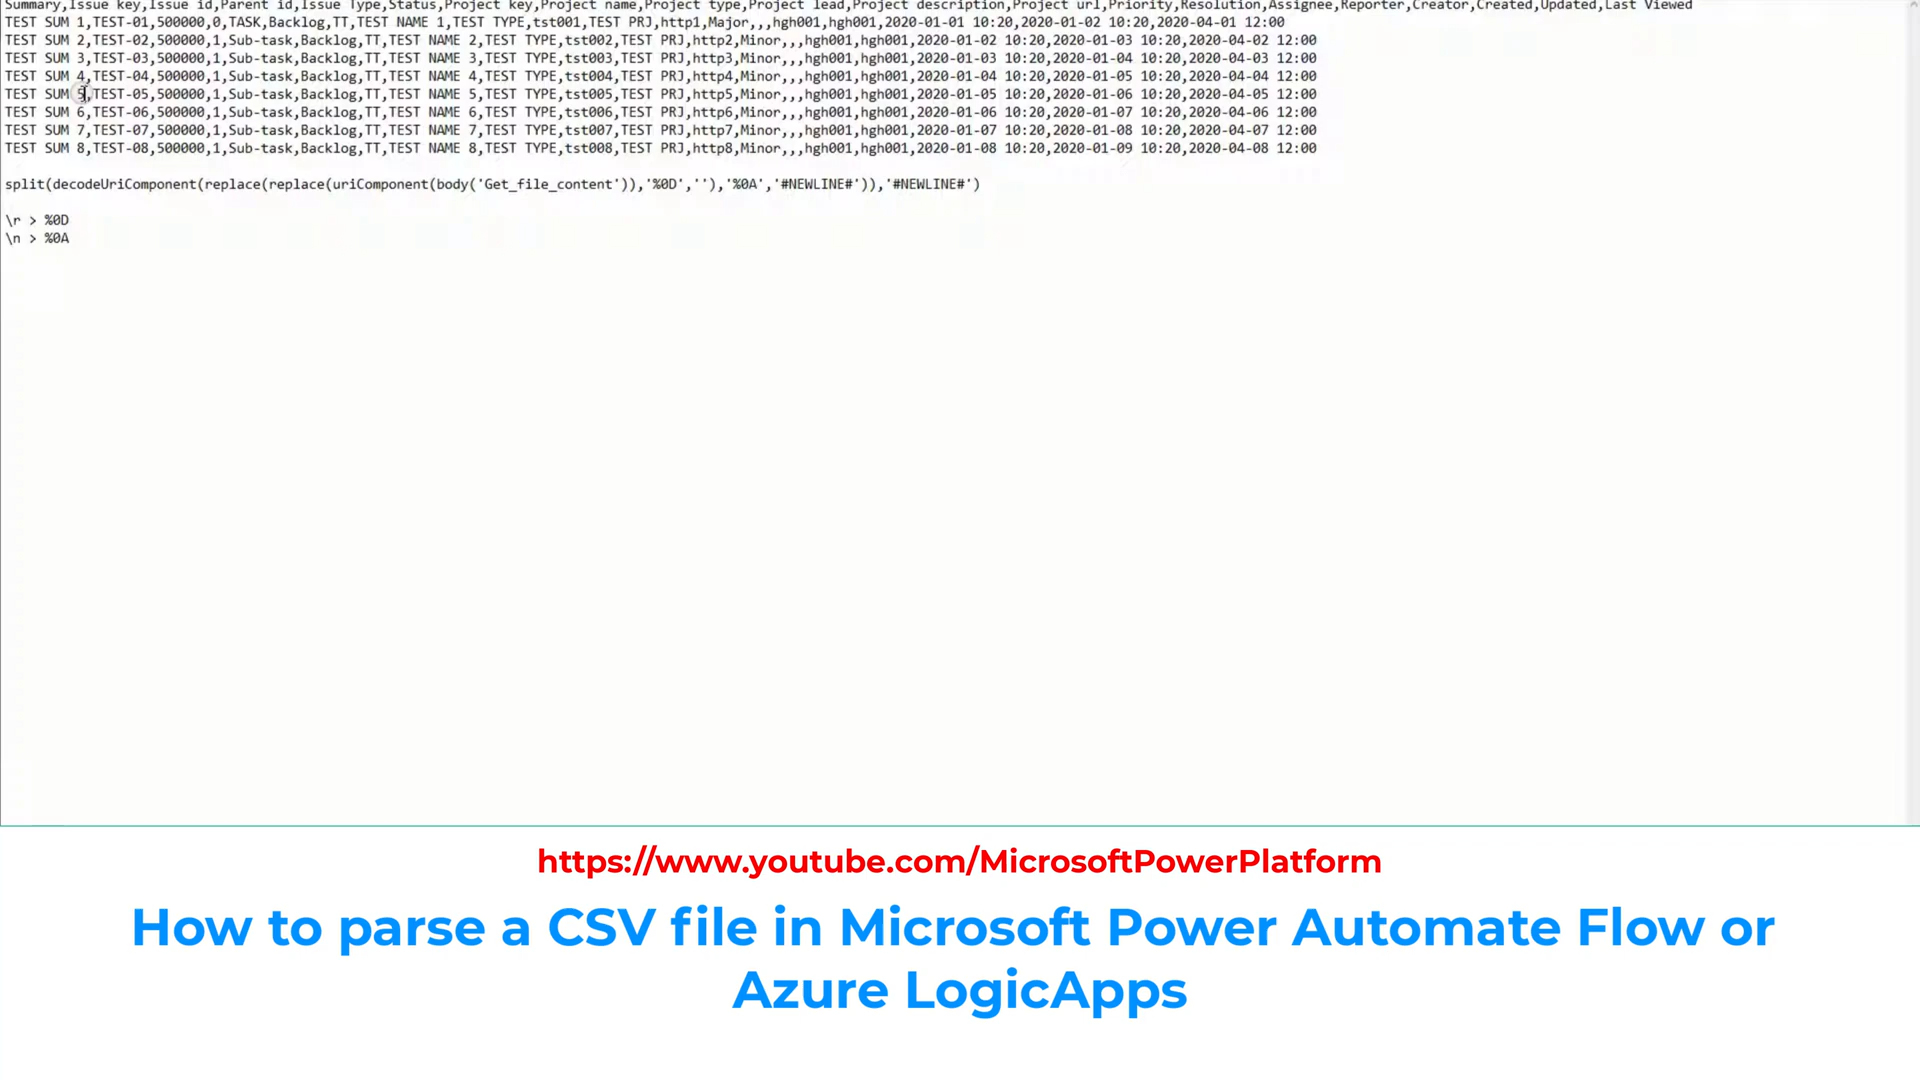 Summary,Issue key,Issue id,Parent id,Issue Type,Status,Project key,Project name,Project type,Project lead,Project description,Project url,Priority,Resolution,Assignee,Reporter,Creator,Created,Updated,Last Viewed
TEST SUM 1,TEST-01,500000,0,TASK,Backlog,TT,TEST NAME 1,TEST TYPE,tst001,TEST PRJ,http1,Major,,,hgh001,hgh001,2020-01-01 10:20,2020-01-02 10:20,2020-04-01 12:00
TEST SUM 2,TEST-02,500000,1,Sub-task,Backlog,TT,TEST NAME 2,TEST TYPE,tst002,TEST PRJ,http2,Minor,,,hgh001,hgh001,2020-01-02 10:20,2020-01-03 10:20,2020-04-02 12:00
TEST SUM 3,TEST-03,500000,1,Sub-task,Backlog,TT,TEST NAME 3,TEST TYPE,tst003,TEST PRJ,http3,Minor,,,hgh001,hgh001,2020-01-03 10:20,2020-01-04 10:20,2020-04-03 12:00
TEST SUM 4,TEST-04,500000,1,Sub-task,Backlog,TT,TEST NAME 4,TEST TYPE,tst004,TEST PRJ,http4,Minor,,,hgh001,hgh001,2020-01-04 10:20,2020-01-05 10:20,2020-04-04 12:00
TEST SUM 5,TEST-05,500000,1,Sub-task,Backlog,TT,TEST NAME 5,TEST TYPE,tst005,TEST PRJ,http5,Minor,,,hgh001,hgh001,2020-01-05 10:20,2020-01-06 10:20,2020-04-05 12:00
TEST SUM 6,TEST-06,500000,1,Sub-task,Backlog,TT,TEST NAME 6,TEST TYPE,tst006,TEST PRJ,http6,Minor,,,hgh001,hgh001,2020-01-06 10:20,2020-01-07 10:20,2020-04-06 12:00
TEST SUM 7,TEST-07,500000,1,Sub-task,Backlog,TT,TEST NAME 7,TEST TYPE,tst007,TEST PRJ,http7,Minor,,,hgh001,hgh001,2020-01-07 10:20,2020-01-08 10:20,2020-04-07 12:00
TEST SUM 8,TEST-08,500000,1,Sub-task,Backlog,TT,TEST NAME 8,TEST TYPE,tst008,TEST PRJ,http8,Minor,,,hgh001,hgh001,2020-01-08 10:20,2020-01-09 10:20,2020-04-08 12:00
split(decodeUriComponent(replace(replace(uriComponent(body('Get_file_content')),'%0D',''),'%0A','#NEWLINE#')),'#NEWLINE#')
\r > %0D
\n > %0A
https://www.youtube.com/MicrosoftPowerPlatform
How to parse a CSV file in Microsoft Power Automate Flow or
Azure LogicApps